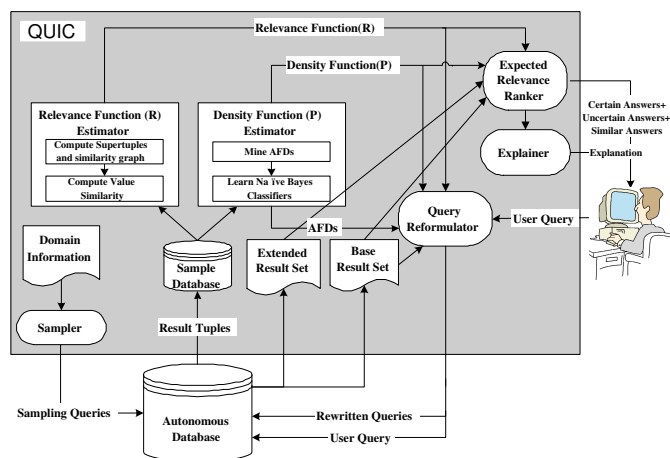 QUIC
Relevance Function(R)
Density Function(P)
Expected
Relevance
Ranker
Certain Answers+
Uncertain Answers+
Similar Answers
Relevance Function (R)
Estimator
Compute Supertuples
and similarity graph
Compute Value
Similarity
Density Function (P)
Estimator
Mine AFDs
Learn Na ïve Bayes
Classifiers
Explainer
Explanation
AFDs
Query
Reformulator
User Query
Domain
Information
Sample
Database
Extended
Result Set
Base
Result Set
Sampler
Result Tuples
Sampling Queries
Autonomous
Database
Rewritten Queries
User Query